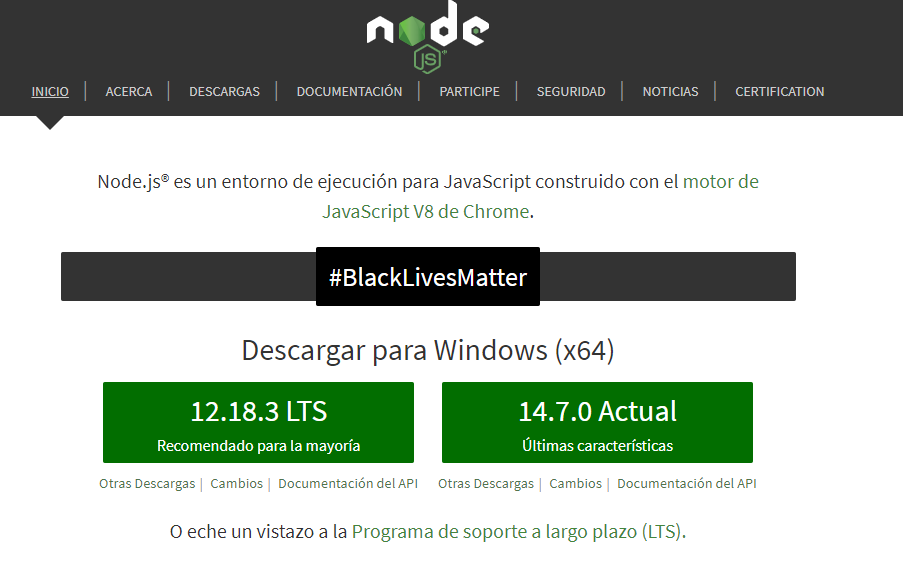 node
JS®
INICIO | ACERCA | DESCARGAS | DOCUMENTACIÓN | PARTICIPE | SEGURIDAD | NOTICIAS | CERTIFICATION
Node.js® es un entorno de ejecución para JavaScript construido con el motor de
JavaScript V8 de Chrome.
#BlackLivesMatter
Descargar para Windows (x64)
12.18.3 LTS
Recomendado para la mayoría
14.7.0 Actual
Últimas características
Otras Descargas | Cambios | Documentación del API
Otras Descargas | Cambios | Documentación del API
O eche un vistazo a la Programa de soporte a largo plazo (LTS).